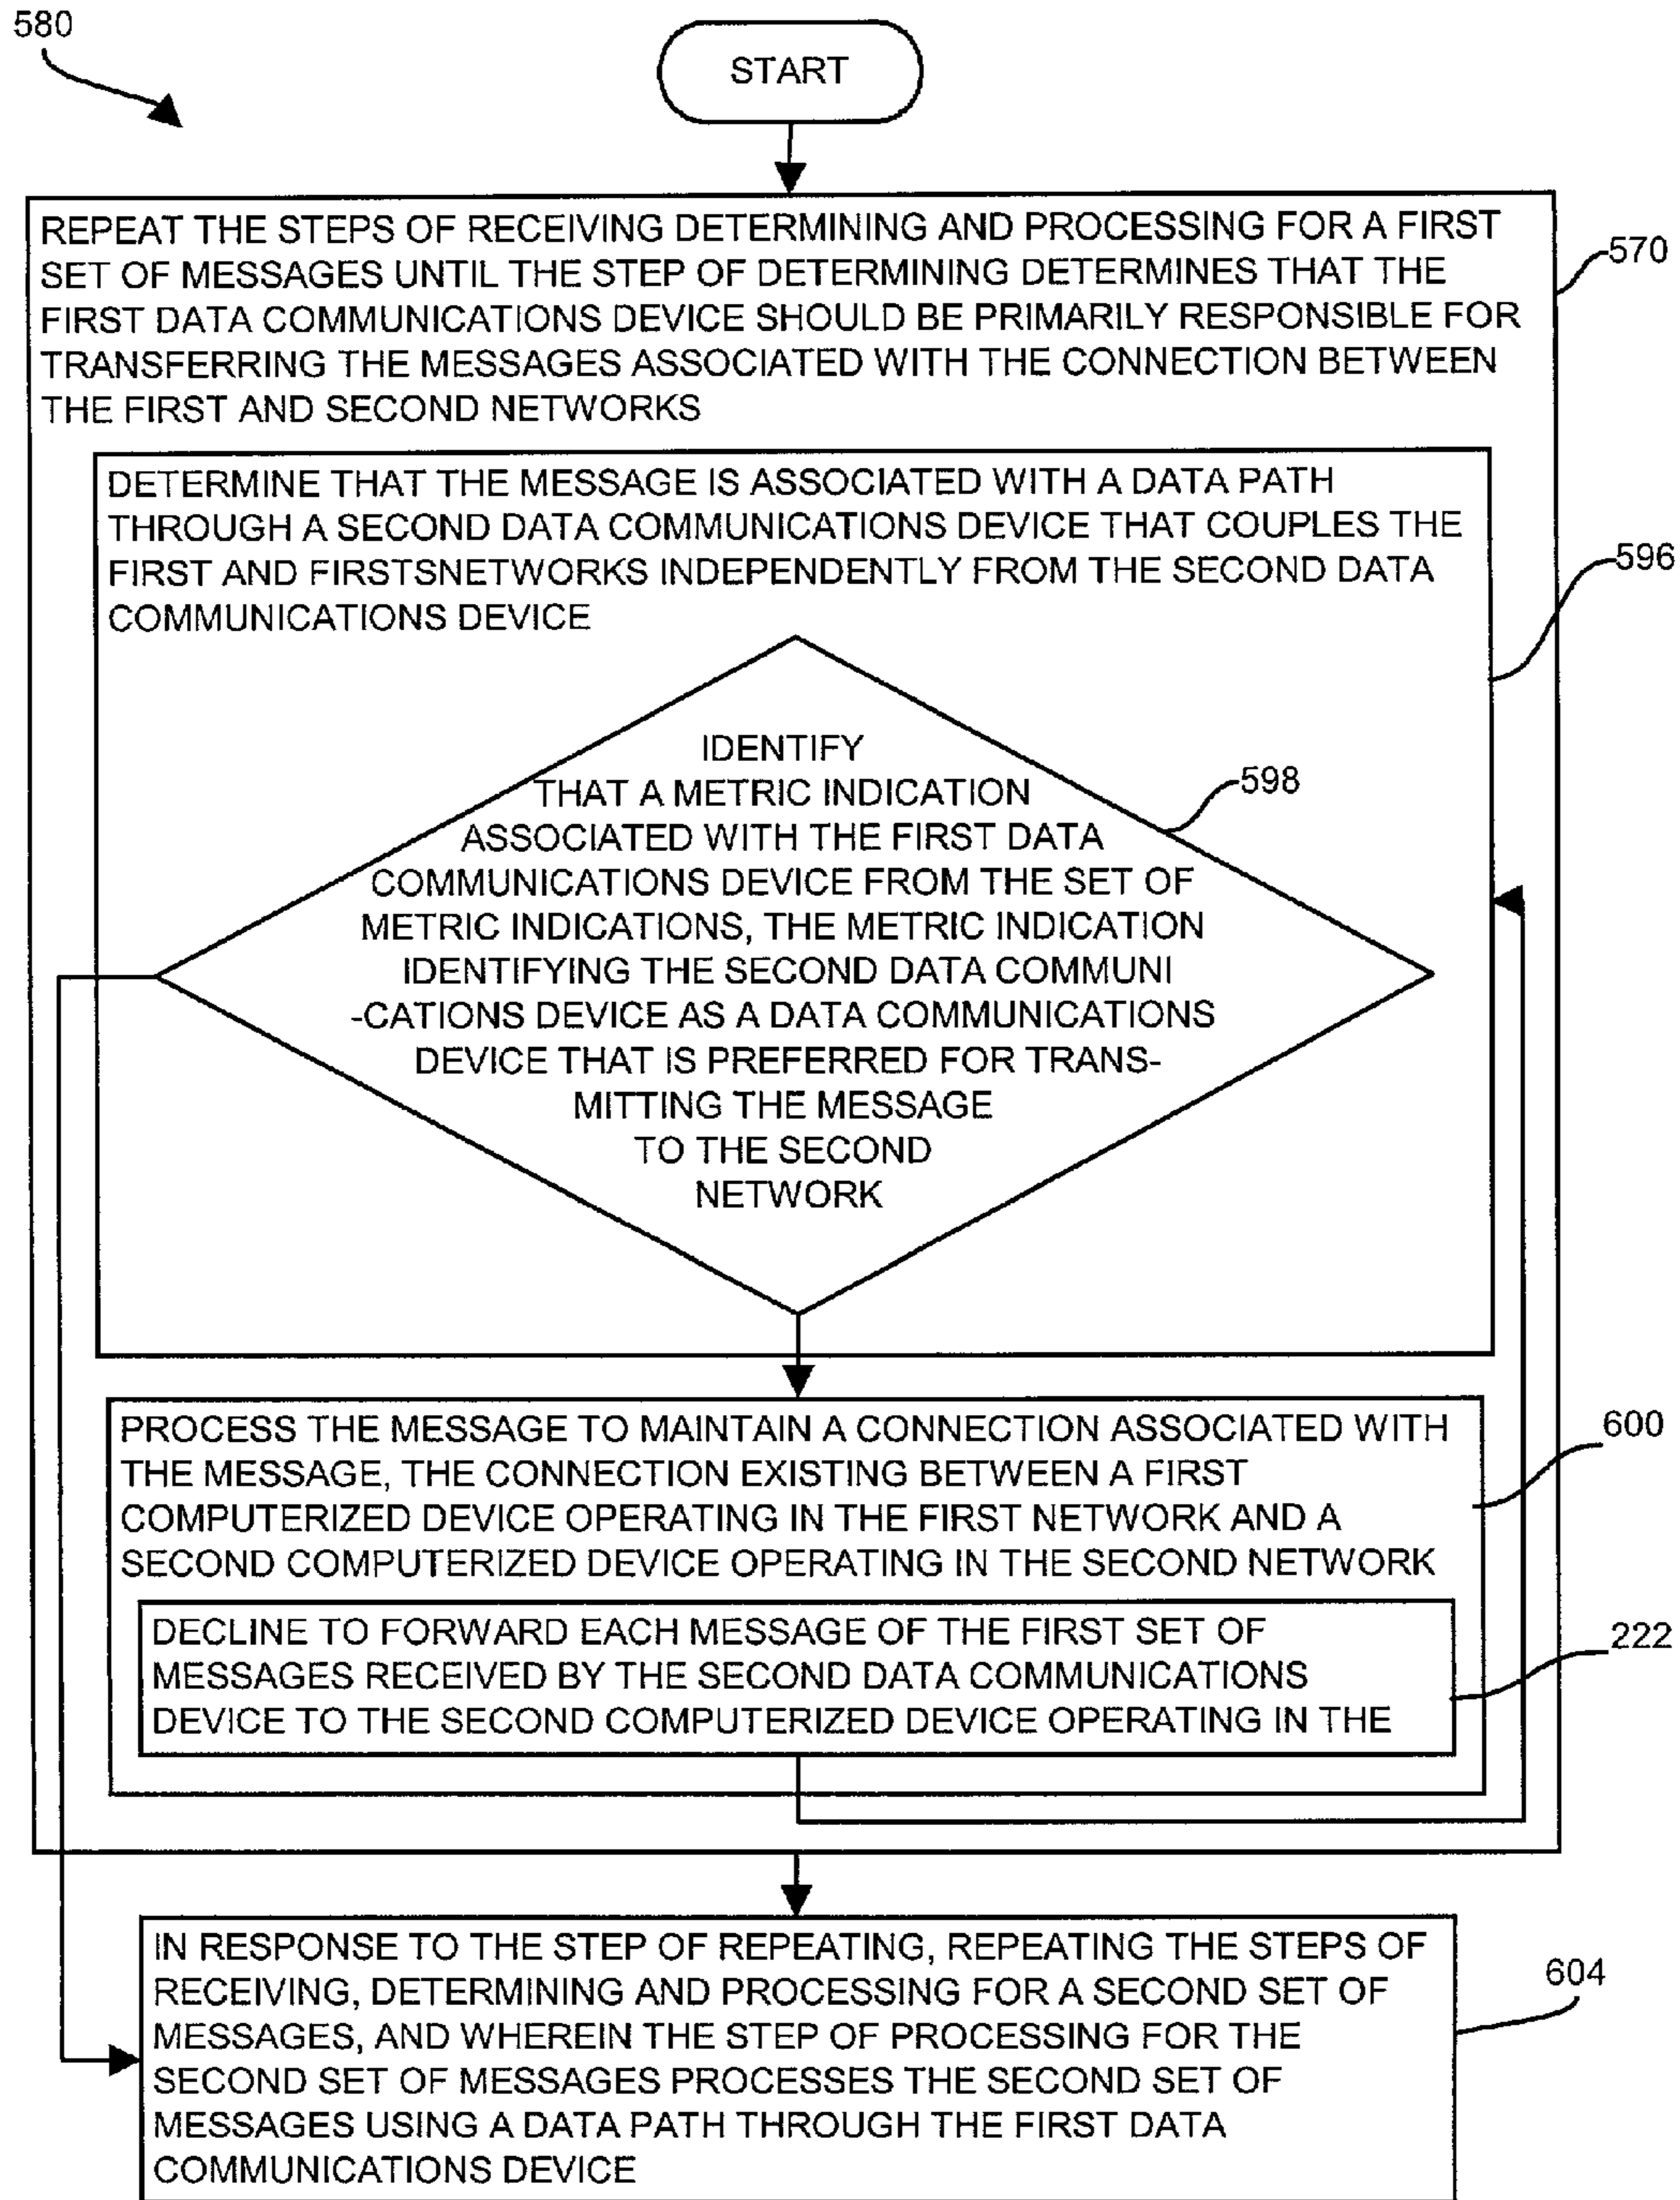 580
START
REPEAT THE STEPS OF RECEIVING DETERMINING AND PROCESSING FOR A FIRST
SET OF MESSAGES UNTIL THE STEP OF DETERMINING DETERMINES THAT THE
FIRST DATA COMMUNICATIONS DEVICE SHOULD BE PRIMARILY RESPONSIBLE FOR
TRANSFERRING THE MESSAGES ASSOCIATED WITH THE CONNECTION BETWEEN
THE FIRST AND SECOND NETWORKS
570
DETERMINE THAT THE MESSAGE IS ASSOCIATED WITH A DATA PATH
THROUGH A SECOND DATA COMMUNICATIONS DEVICE THAT COUPLES THE
FIRST AND FIRSTSNETWORKS INDEPENDENTLY FROM THE SECOND DATA
COMMUNICATIONS DEVICE
596
IDENTIFY
THAT A METRIC INDICATION
ASSOCIATED WITH THE FIRST DATA
COMMUNICATIONS DEVICE FROM THE SET OF
METRIC INDICATIONS, THE METRIC INDICATION
IDENTIFYING THE SECOND DATA COMMUNI
-CATIONS DEVICE AS A DATA COMMUNICATIONS
DEVICE THAT IS PREFERRED FOR TRANS-
MITTING THE MESSAGE
TO THE SECOND
NETWORK
598
PROCESS THE MESSAGE TO MAINTAIN A CONNECTION ASSOCIATED WITH
THE MESSAGE, THE CONNECTION EXISTING BETWEEN A FIRST
COMPUTERIZED DEVICE OPERATING IN THE FIRST NETWORK AND A
SECOND COMPUTERIZED DEVICE OPERATING IN THE SECOND NETWORK
600
DECLINE TO FORWARD EACH MESSAGE OF THE FIRST SET OF
MESSAGES RECEIVED BY THE SECOND DATA COMMUNICATIONS
DEVICE TO THE SECOND COMPUTERIZED DEVICE OPERATING IN THE
222
IN RESPONSE TO THE STEP OF REPEATING, REPEATING THE STEPS OF
RECEIVING, DETERMINING AND PROCESSING FOR A SECOND SET OF
MESSAGES, AND WHEREIN THE STEP OF PROCESSING FOR THE
SECOND SET OF MESSAGES PROCESSES THE SECOND SET OF
MESSAGES USING A DATA PATH THROUGH THE FIRST DATA
COMMUNICATIONS DEVICE
604